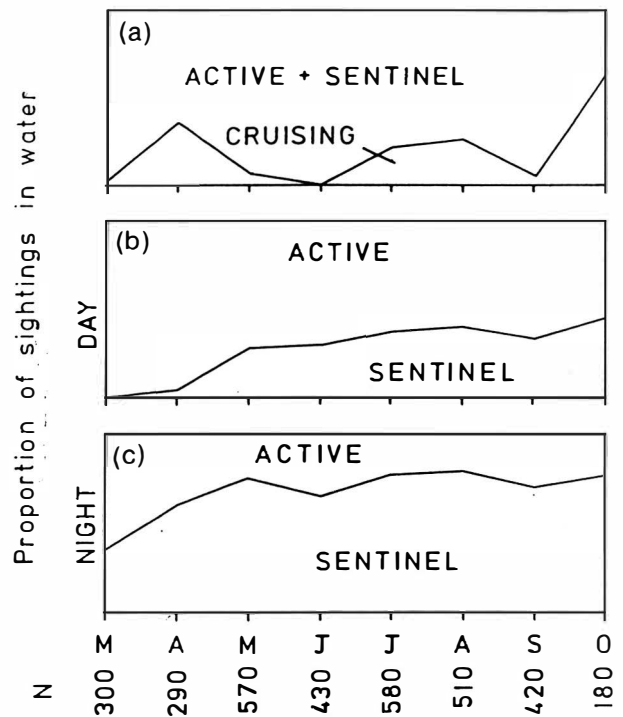 (a)
ACTIVE + SENTINEL
CRUISING
(b)
ACTIVE
SENTINEL
(c)
ACTIVE
SENTINEL
Proportion of sightings in water
DAY
NIGHT
M A M J J A S O
N 300 290 570 430 580 510 420 180